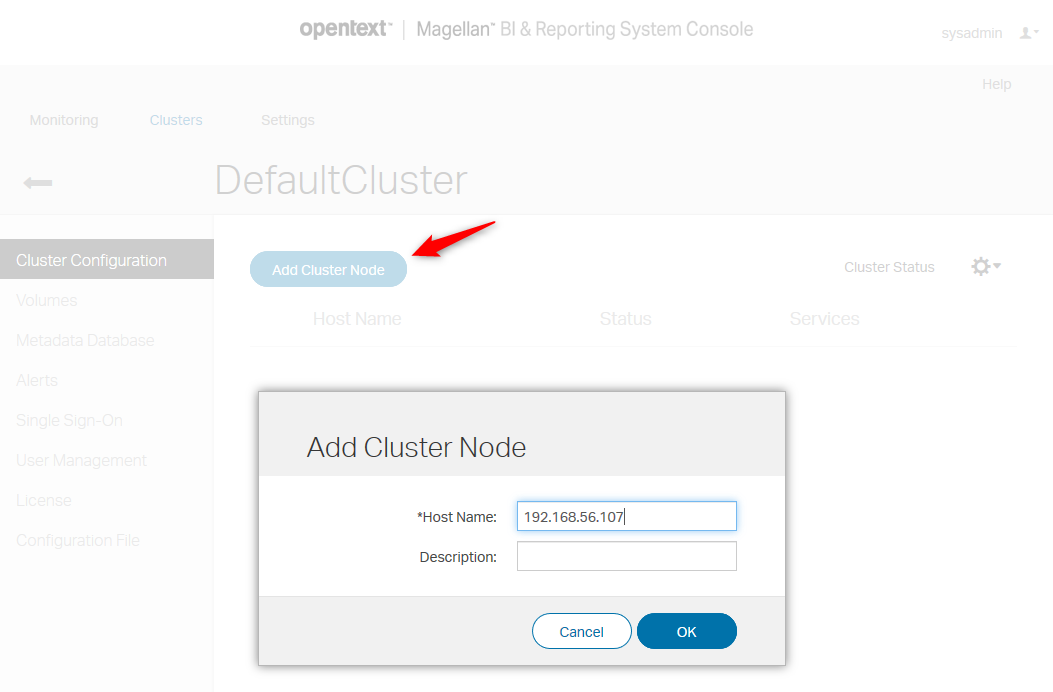 opentext™ | Magellan™ BI & Reporting System Console
sysadmin
Help
Monitoring Clusters Settings
DefaultCluster
Cluster Configuration
Volumes
Metadata Database
Alerts
Single Sign-On
User Management
License
Configuration File
Add Cluster Node
Cluster Status
Host Name Status Services
Add Cluster Node
*Host Name: 192.168.56.107
Description:
Cancel OK